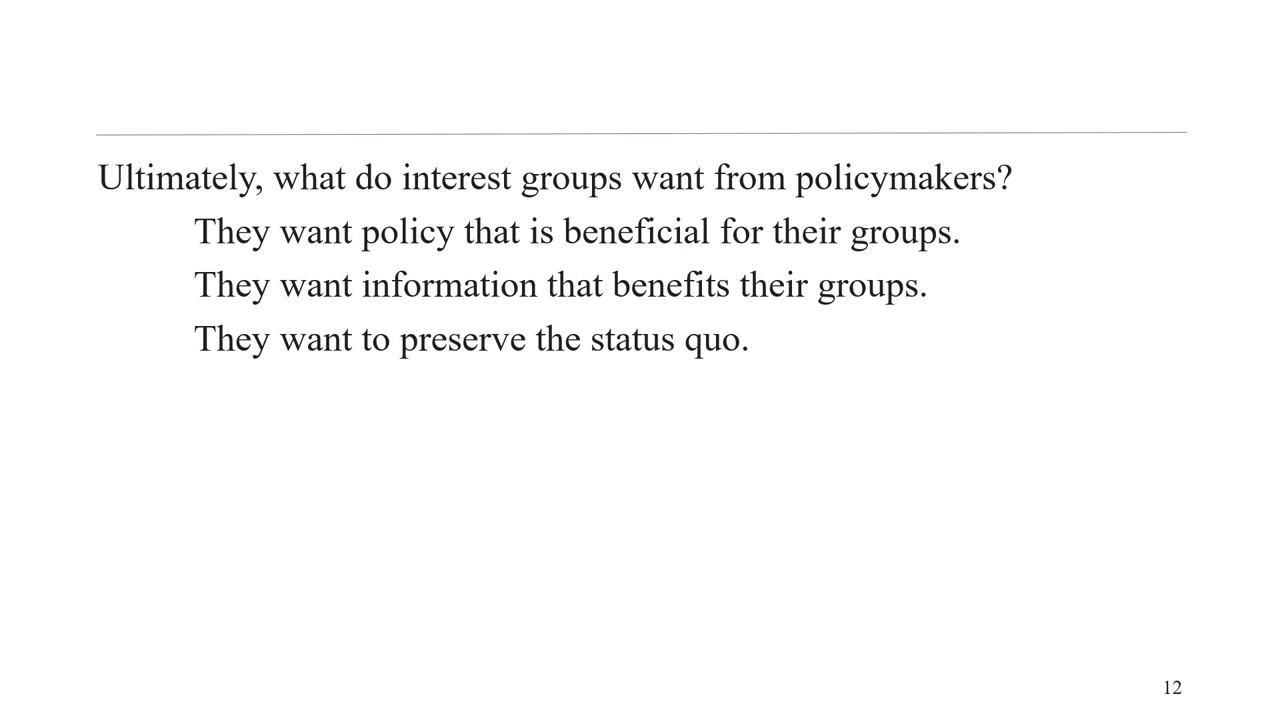 Ultimately, what do interest groups want from policymakers?
They want policy that is beneficial for their groups.
They want information that benefits their groups.
They want to preserve the status quo.
12